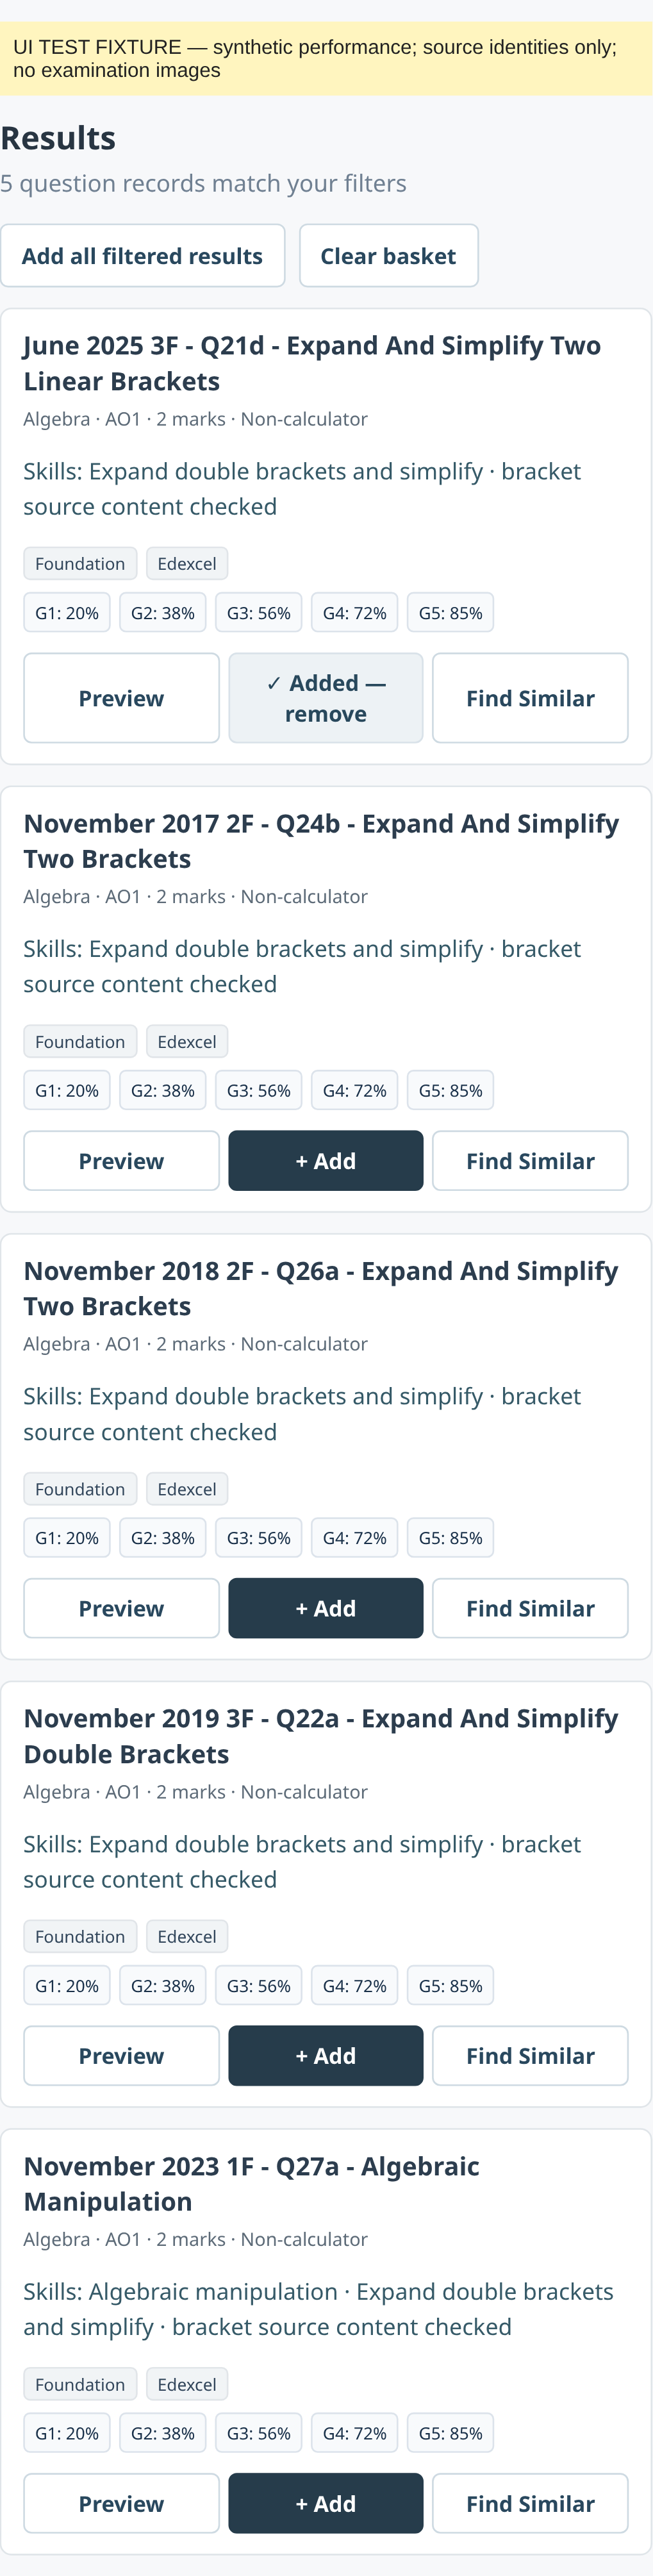 UI TEST FIXTURE — synthetic performance; source identities only;
no examination images
Results
5 question records match your filters
Add all filtered results
Clear basket
June 2025 3F - Q21d - Expand And Simplify Two
Linear Brackets
Algebra · AO1 · 2 marks · Non-calculator
Skills: Expand double brackets and simplify · bracket
source content checked
Foundation
Edexcel
G1: 20%
G2: 38%
G3: 56%
G4: 72%
G5: 85%
Preview
✓ Added —
remove
Find Similar
November 2017 2F - Q24b - Expand And Simplify
Two Brackets
Algebra · AO1 · 2 marks · Non-calculator
Skills: Expand double brackets and simplify · bracket
source content checked
Foundation
Edexcel
G1: 20%
G2: 38%
G3: 56%
G4: 72%
G5: 85%
Preview
+ Add
Find Similar
November 2018 2F - Q26a - Expand And Simplify
Two Brackets
Algebra · AO1 · 2 marks · Non-calculator
Skills: Expand double brackets and simplify · bracket
source content checked
Foundation
Edexcel
G1: 20%
G2: 38%
G3: 56%
G4: 72%
G5: 85%
Preview
+ Add
Find Similar
November 2019 3F - Q22a - Expand And Simplify
Double Brackets
Algebra · AO1 · 2 marks · Non-calculator
Skills: Expand double brackets and simplify · bracket
source content checked
Foundation
Edexcel
G1: 20%
G2: 38%
G3: 56%
G4: 72%
G5: 85%
Preview
+ Add
Find Similar
November 2023 1F - Q27a - Algebraic
Manipulation
Algebra · AO1 · 2 marks · Non-calculator
Skills: Algebraic manipulation · Expand double brackets
and simplify · bracket source content checked
Foundation
Edexcel
G1: 20%
G2: 38%
G3: 56%
G4: 72%
G5: 85%
Preview
+ Add
Find Similar